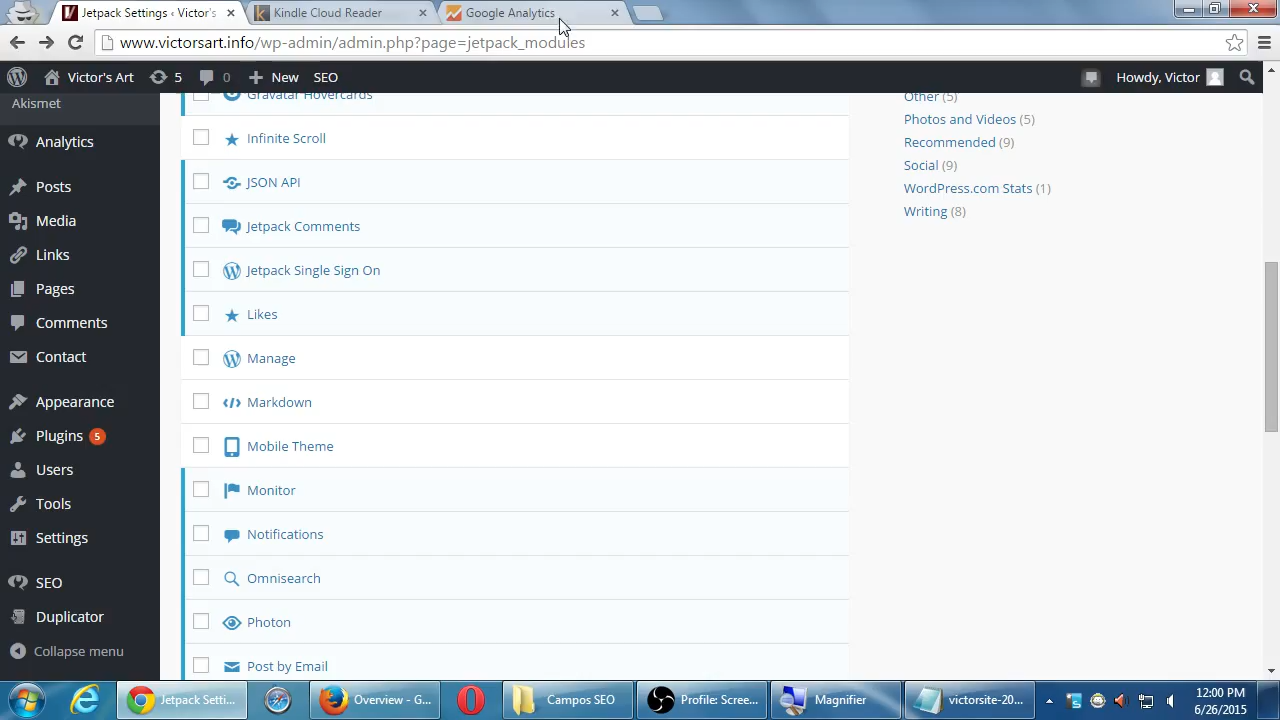 Jetpack Settings ‹ Victor's
Kindle Cloud Reader
Google Analytics
www.victorsart.info/wp-admin/admin.php?page=jetpack_modules
Victor's Art
5
0
New
SEO
Howdy, Victor
Akismet
Analytics
Posts
Media
Links
Pages
Comments
Contact
Appearance
Plugins 5
Users
Tools
Settings
SEO
Duplicator
Collapse menu
Gravatar Hovercards
Infinite Scroll
JSON API
Jetpack Comments
Jetpack Single Sign On
Likes
Manage
Markdown
Mobile Theme
Monitor
Notifications
Omnisearch
Photon
Post by Email
Other (5)
Photos and Videos (5)
Recommended (9)
Social (9)
WordPress.com Stats (1)
Writing (8)
Jetpack Setti...
Overview - G...
Campos SEO
Profile: Scree...
Magnifier
victorsite-20...
12:00 PM
6/26/2015